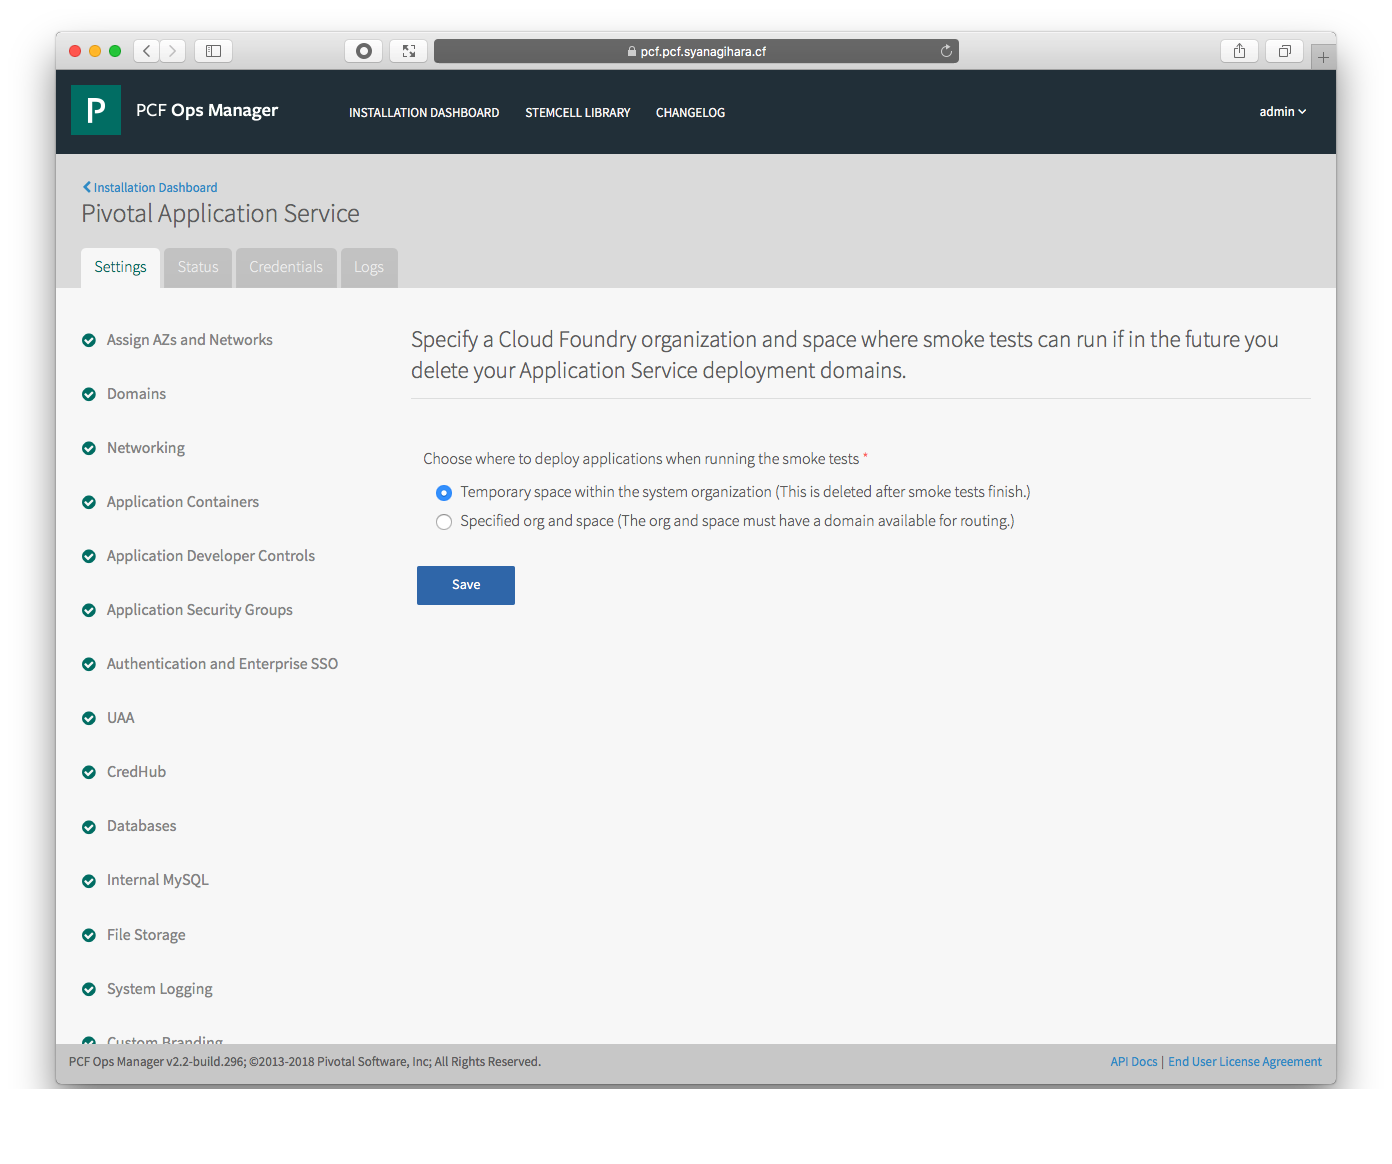 pcf.pcf.syanagihara.cf
P
PCF Ops Manager
INSTALLATION DASHBOARD
STEMCELL LIBRARY
CHANGELOG
admin
Installation Dashboard
Pivotal Application Service
Settings
Status
Credentials
Logs
Assign AZs and Networks
Domains
Networking
Application Containers
Application Developer Controls
Application Security Groups
Authentication and Enterprise SSO
UAA
CredHub
Databases
Internal MySQL
File Storage
System Logging
Custom Branding
Specify a Cloud Foundry organization and space where smoke tests can run if in the future you
delete your Application Service deployment domains.
Choose where to deploy applications when running the smoke tests *
Temporary space within the system organization (This is deleted after smoke tests finish.)
Specified org and space (The org and space must have a domain available for routing.)
Save
PCF Ops Manager v2.2-build.296; ©2013-2018 Pivotal Software, Inc; All Rights Reserved.
API Docs | End User License Agreement